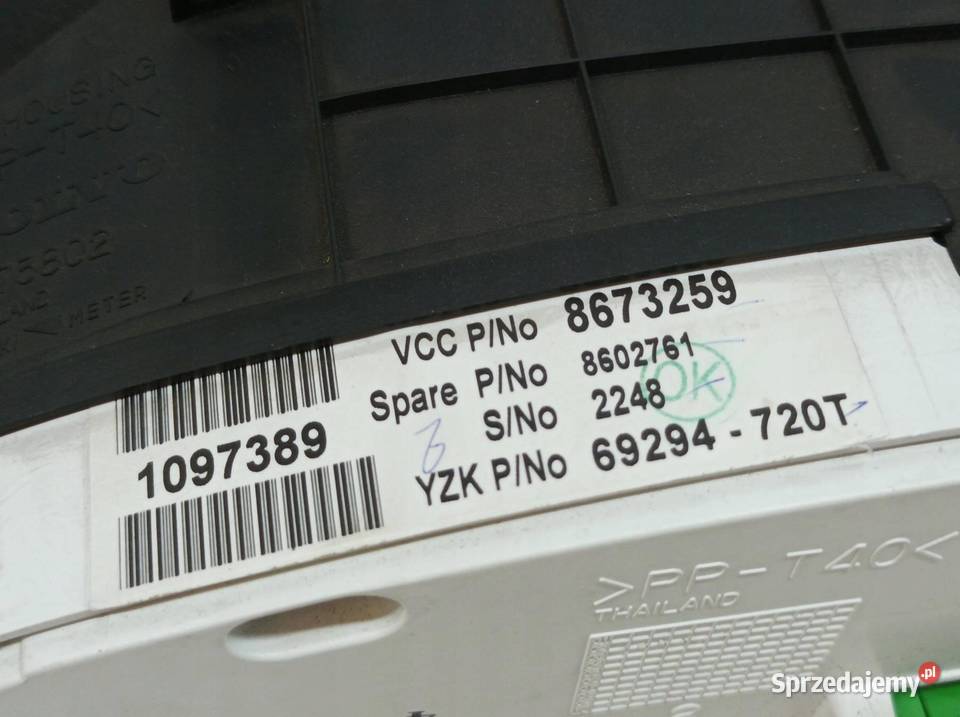 HOUSING
75802
METER
VCC P/No 8673259
Spare P/No 8602761
S/No 2248
YZK P/No 69294-720T
OK
1097389
>PP-T40<
THAILAND
Sprzedajemy.pl